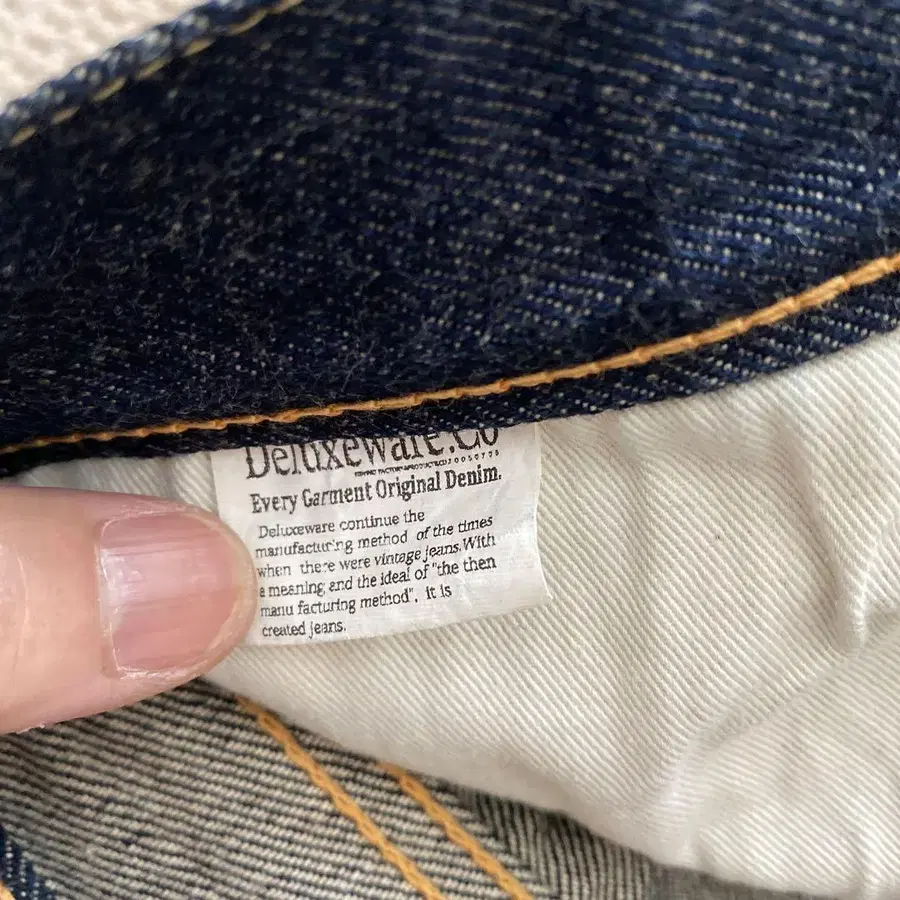 Deluxeware.Co
Every Garment Original Denim.
Deluxeware continue the
manufacturing method of the times
when there were vintage jeans.With
a meaning; and the ideal of "the then
manu facturing method", it is
created jeans.